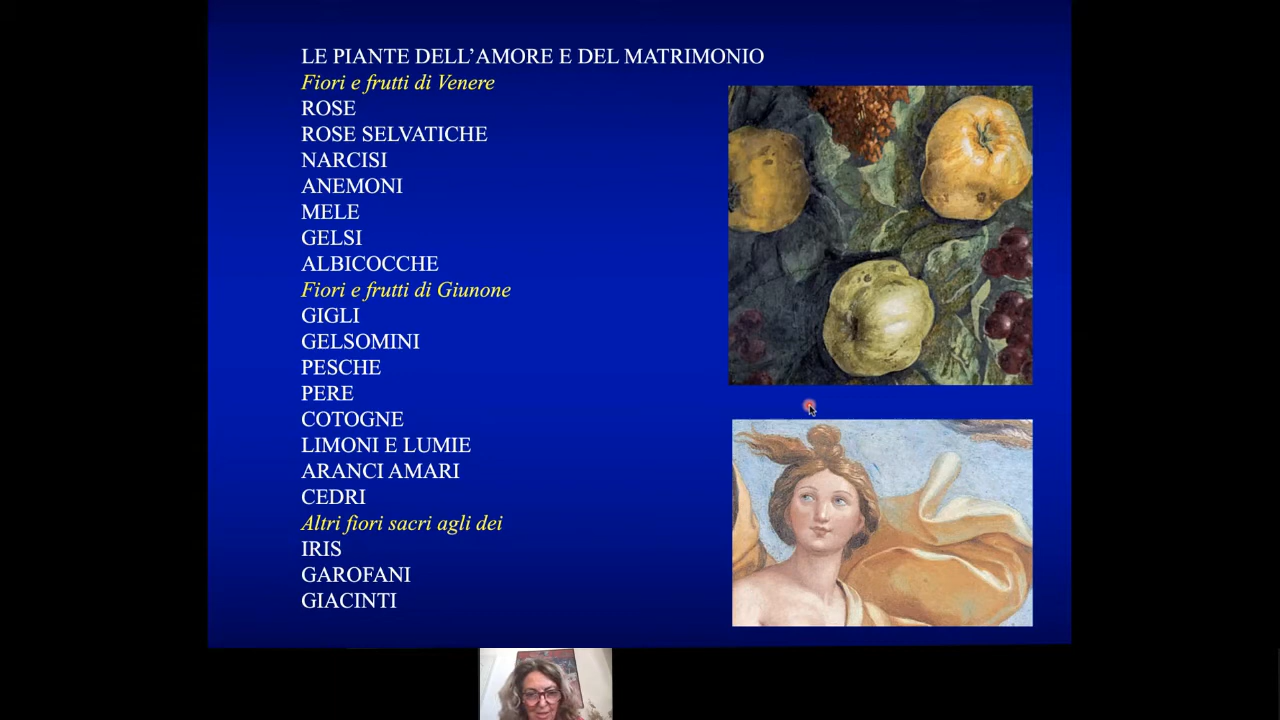 LE PIANTE DELL’AMORE E DEL MATRIMONIO
Fiori e frutti di Venere
ROSE
ROSE SELVATICHE
NARCISI
ANEMONI
MELE
GELSI
ALBICOCCHE
Fiori e frutti di Giunone
GIGLI
GELSOMINI
PESCHE
PERE
COTOGNE
LIMONI E LUMIE
ARANCI AMARI
CEDRI
Altri fiori sacri agli dei
IRIS
GAROFANI
GIACINTI